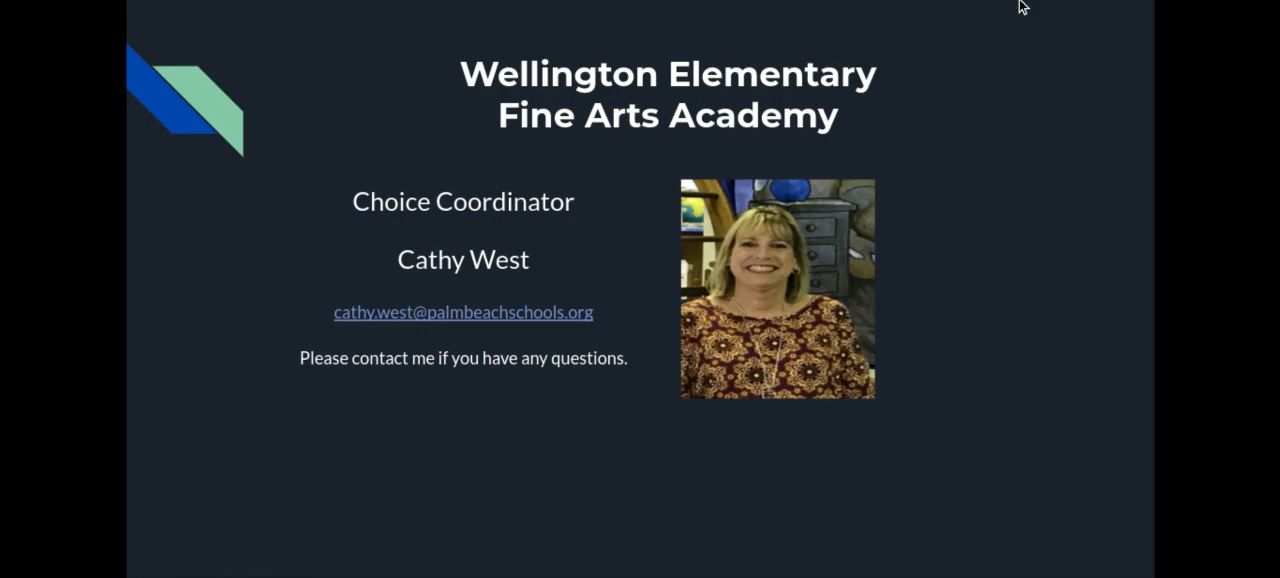 Wellington Elementary
Fine Arts Academy
Choice Coordinator
Cathy West
cathy.west@palmbeachschools.org
Please contact me if you have any questions.